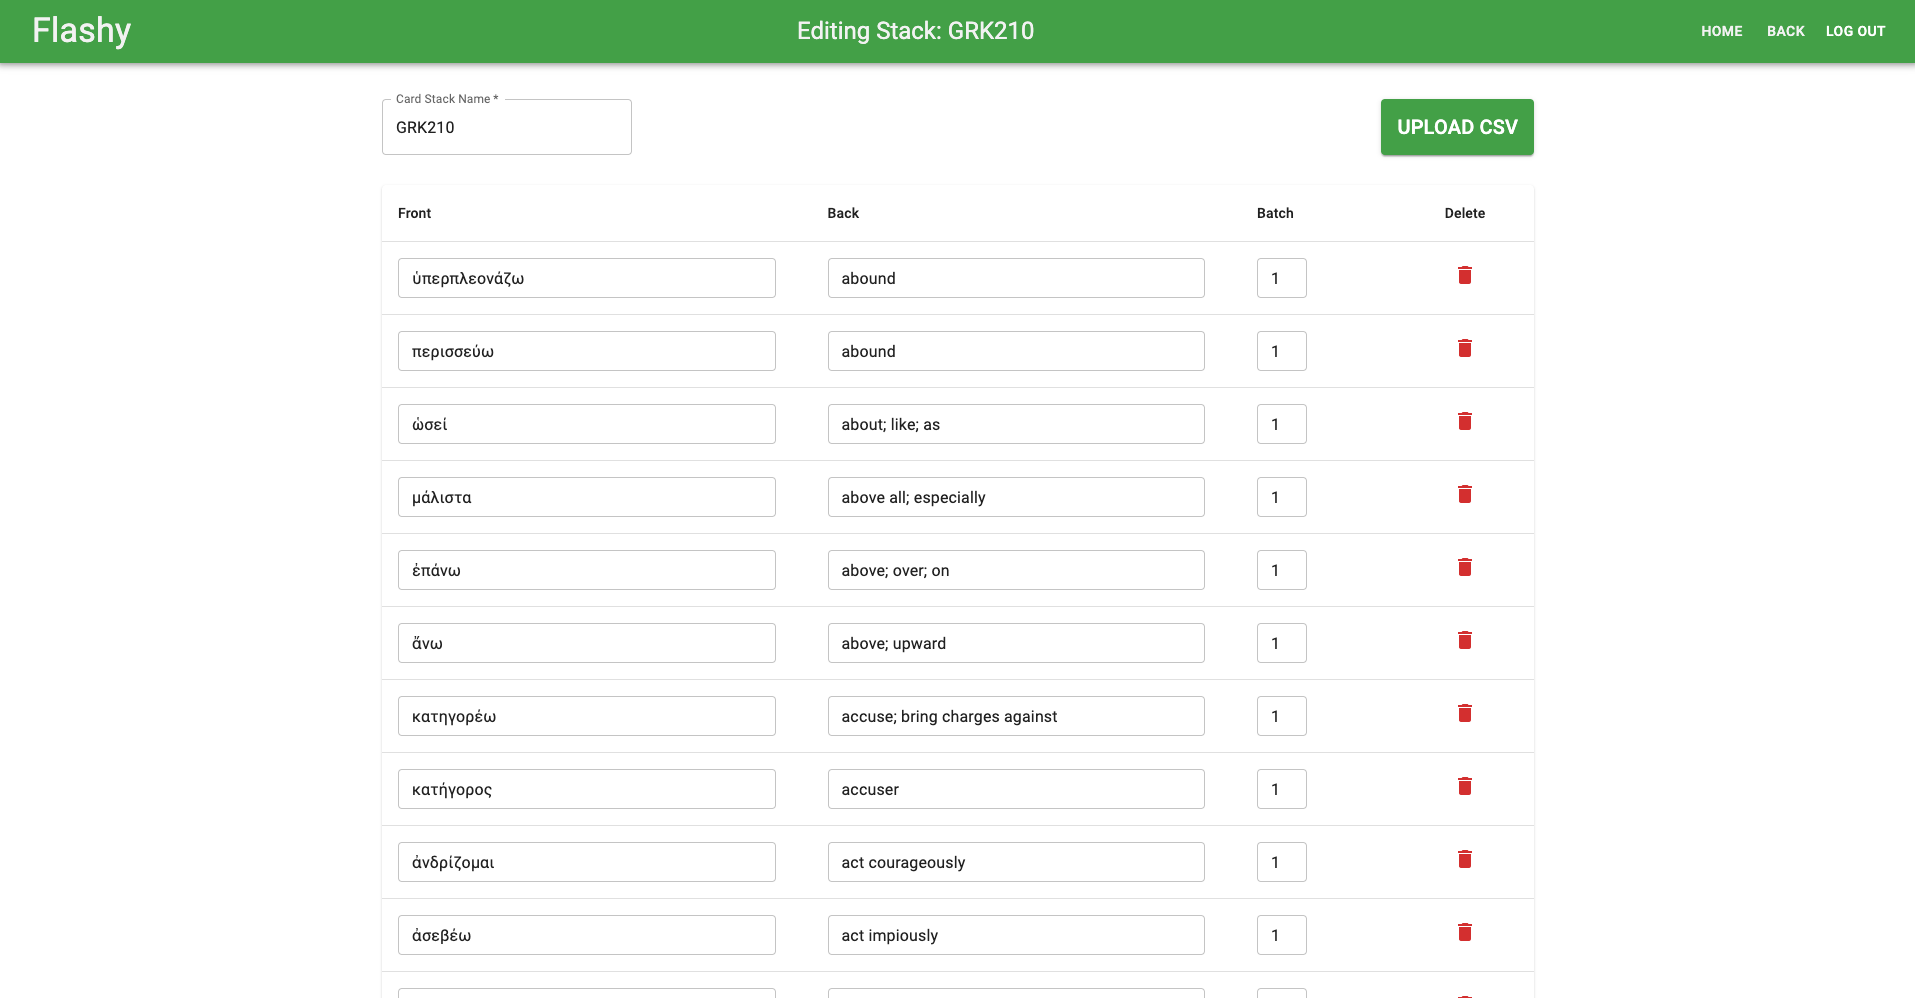 Flashy Editing Stack: GRK210 HOME BACK LOG OUT
Card Stack Name *
GRK210 UPLOAD CSV
Front Back Batch Delete
ὑπερπλεονάζω abound 1
περισσεύω abound 1
ὡσεί about; like; as 1
μάλιστα above all; especially 1
ἐπάνω above; over; on 1
ἄνω above; upward 1
κατηγορέω accuse; bring charges against 1
κατήγορος accuser 1
ἀνδρίζομαι act courageously 1
ἀσεβέω act impiously 1